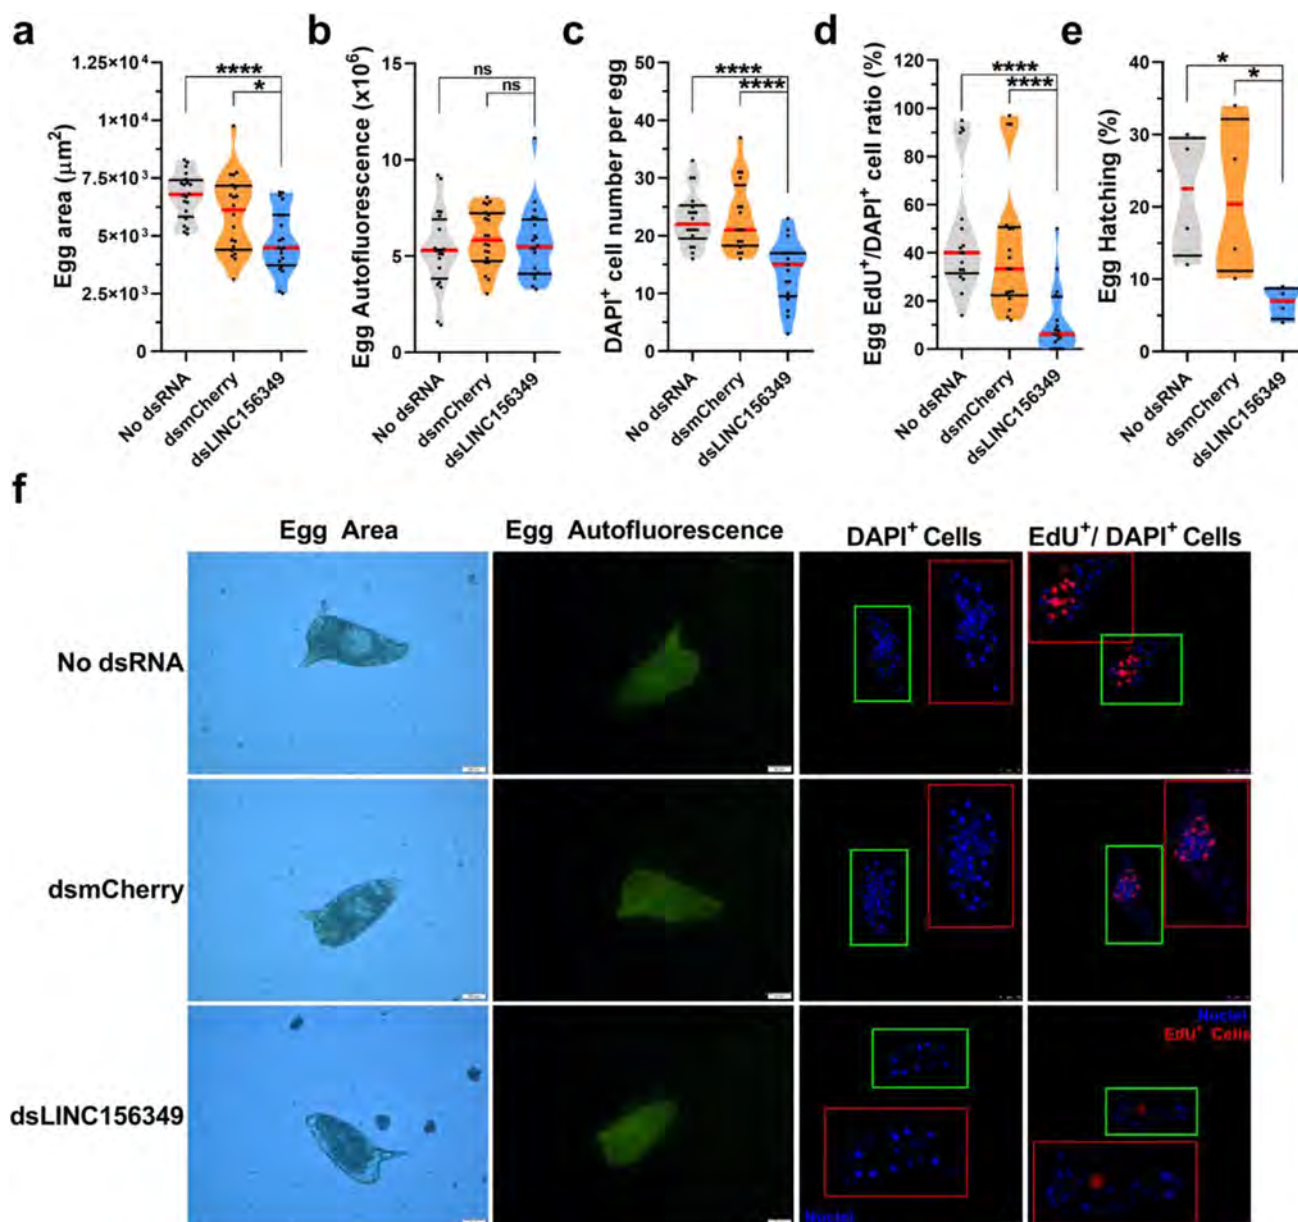 a
Egg area (μm²)
1.25×10⁴
1×10⁴
7.5×10³
5×10³
2.5×10³
0
****
*
No dsRNA
dsmCherry
dsLINC156349
b
Egg Autofluorescence (x10⁶)
15
10
5
0
ns
ns
No dsRNA
dsmCherry
dsLINC156349
c
DAPI⁺ cell number per egg
50
40
30
20
10
0
****
****
No dsRNA
dsmCherry
dsLINC156349
d
Egg EdU⁺/DAPI⁺ cell ratio (%)
120
100
80
60
40
20
0
****
****
No dsRNA
dsmCherry
dsLINC156349
e
Egg Hatching (%)
40
30
20
10
0
*
*
No dsRNA
dsmCherry
dsLINC156349
f
Egg Area
Egg Autofluorescence
DAPI⁺ Cells
EdU⁺/ DAPI⁺ Cells
No dsRNA
dsmCherry
dsLINC156349
Nuclei
EdU⁺ Cells
Nuclei